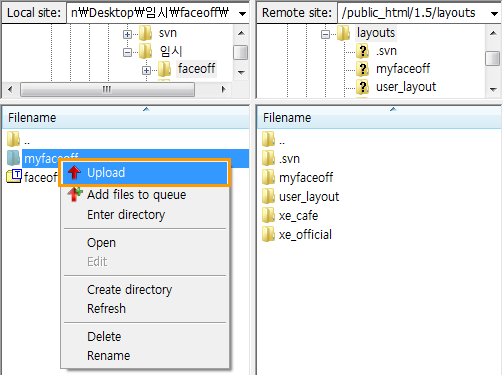 Local site: n₩Desktop₩임시₩faceoff₩
svn
임시
faceoff
Filename
..
myfaceoff
faceof
Upload
Add files to queue
Enter directory
Open
Edit
Create directory
Refresh
Delete
Rename
Remote site: /public_html/1.5/layouts
layouts
.svn
myfaceoff
user_layout
Filename
..
.svn
myfaceoff
user_layout
xe_cafe
xe_official